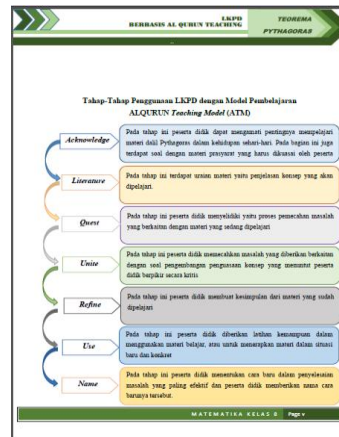 LKPD
BERBASIS AL QURUN TEACHING
TEOREMA
PYTHAGORAS
Tahap-Tahap Penggunaan LKPD dengan Model Pembelajaran
ALQURUN Teaching Model (ATM)
Acknowledge
Pada tahap ini peserta didik dapat mengamati pentingnya mempelajari
materi dalil Pythagoras dalam kehidupan sehari-hari. Pada bagian ini juga
terdapat soal dengan materi prasyarat yang harus dikuasai oleh peserta
Literature
Pada tahap ini terdapat uraian materi yaitu penjelasan konsep yang akan
dipelajari.
Quest
Pada tahap ini peserta didik menyelidiki yaitu proses pemecahan masalah
yang berkaitan dengan materi yang sedang dipelajari
Unite
Pada tahap ini peserta didik memecahkan masalah yang diberikan berkaitan
dengan soal pengembangan penguasaan konsep yang menuntut peserta
didik berpikir secara kritis
Refine
Pada tahap ini peserta didik membuat kesimpulan dari materi yang sudah
dipelajari
Use
Pada tahap ini peserta didik diberikan latihan kemampuan dalam
menggunakan materi belajar, atau untuk menerapkan materi dalam situasi
baru dan konkret
Name
Pada tahap ini peserta didik menentukan cara baru dalam penyelesaian
masalah yang paling efektif dan peserta didik memberikan nama cara
barunya tersebut.
MATEMATIKA KELAS 8 Page v